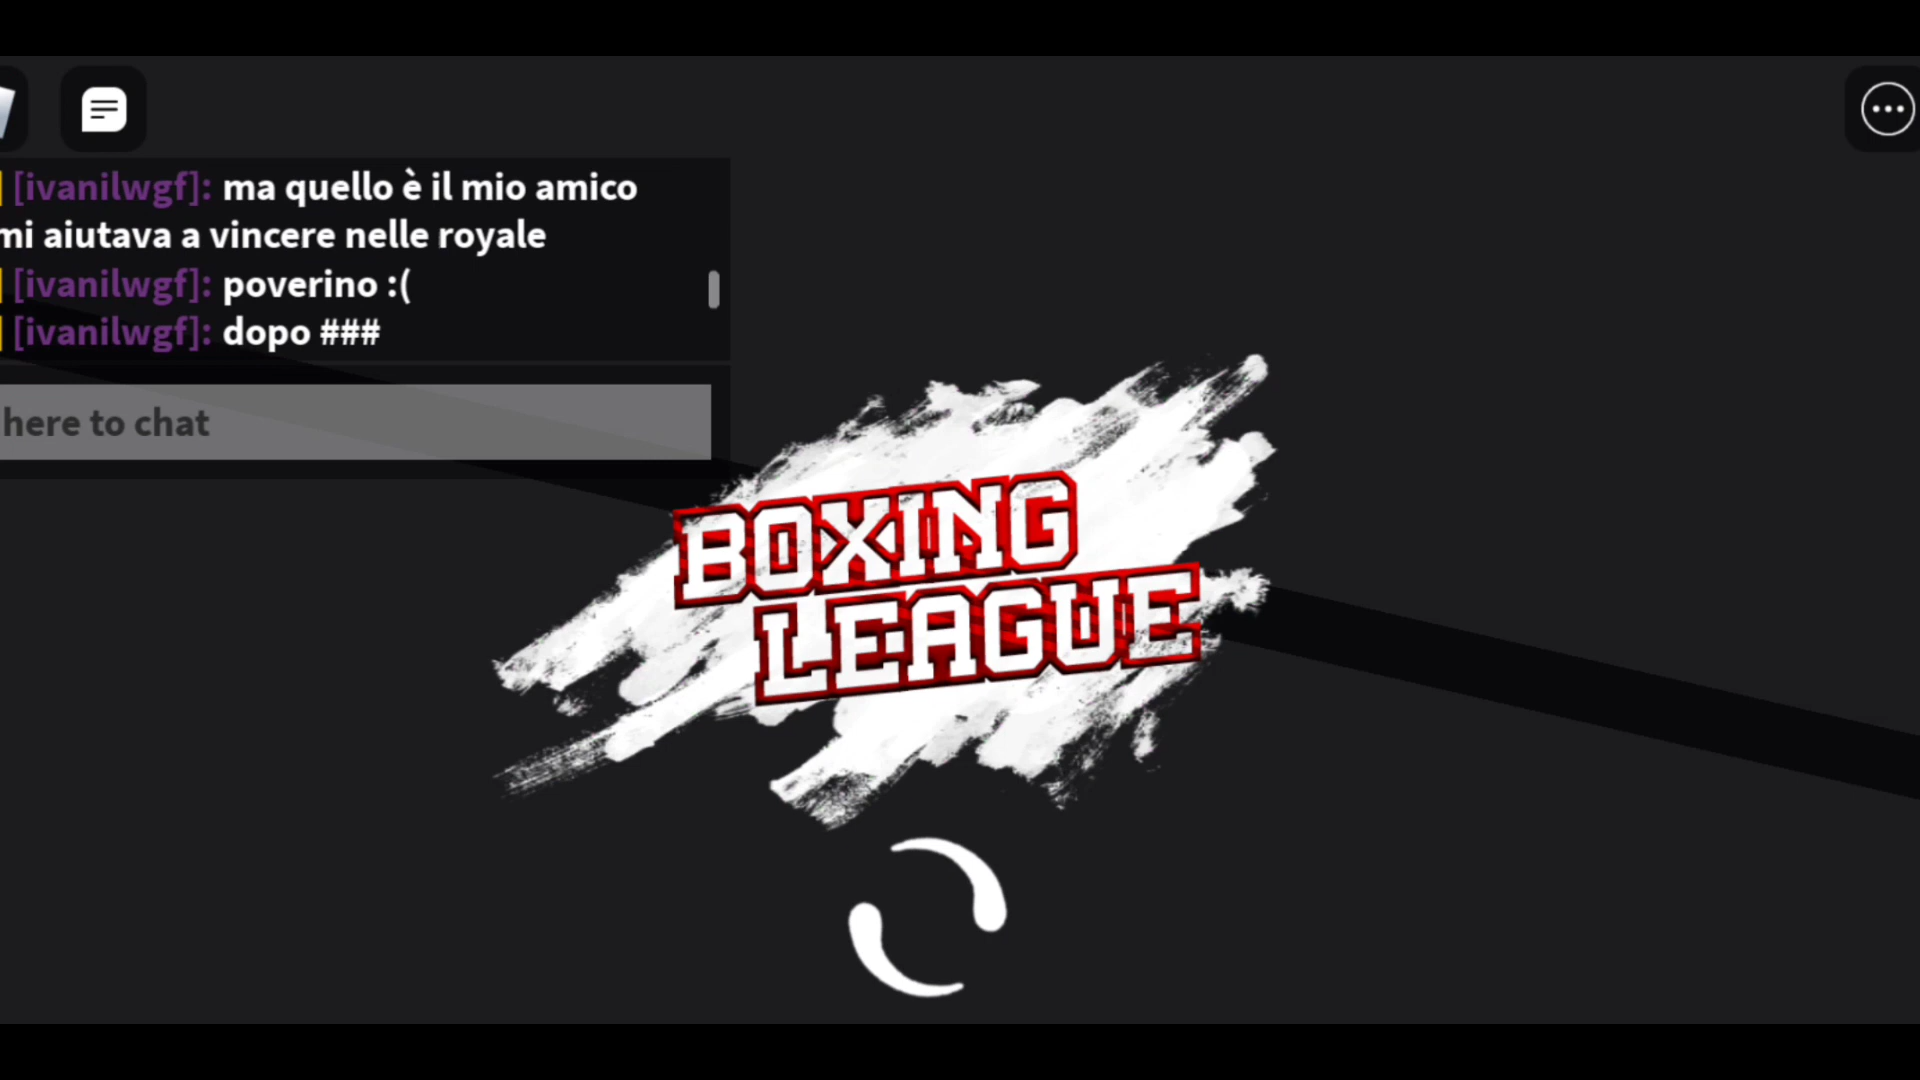 [ivanilwgf]: ma quello è il mio amico
mi aiutava a vincere nelle royale
[ivanilwgf]: poverino :(
[ivanilwgf]: dopo ###
here to chat
BOXING
LEAGUE